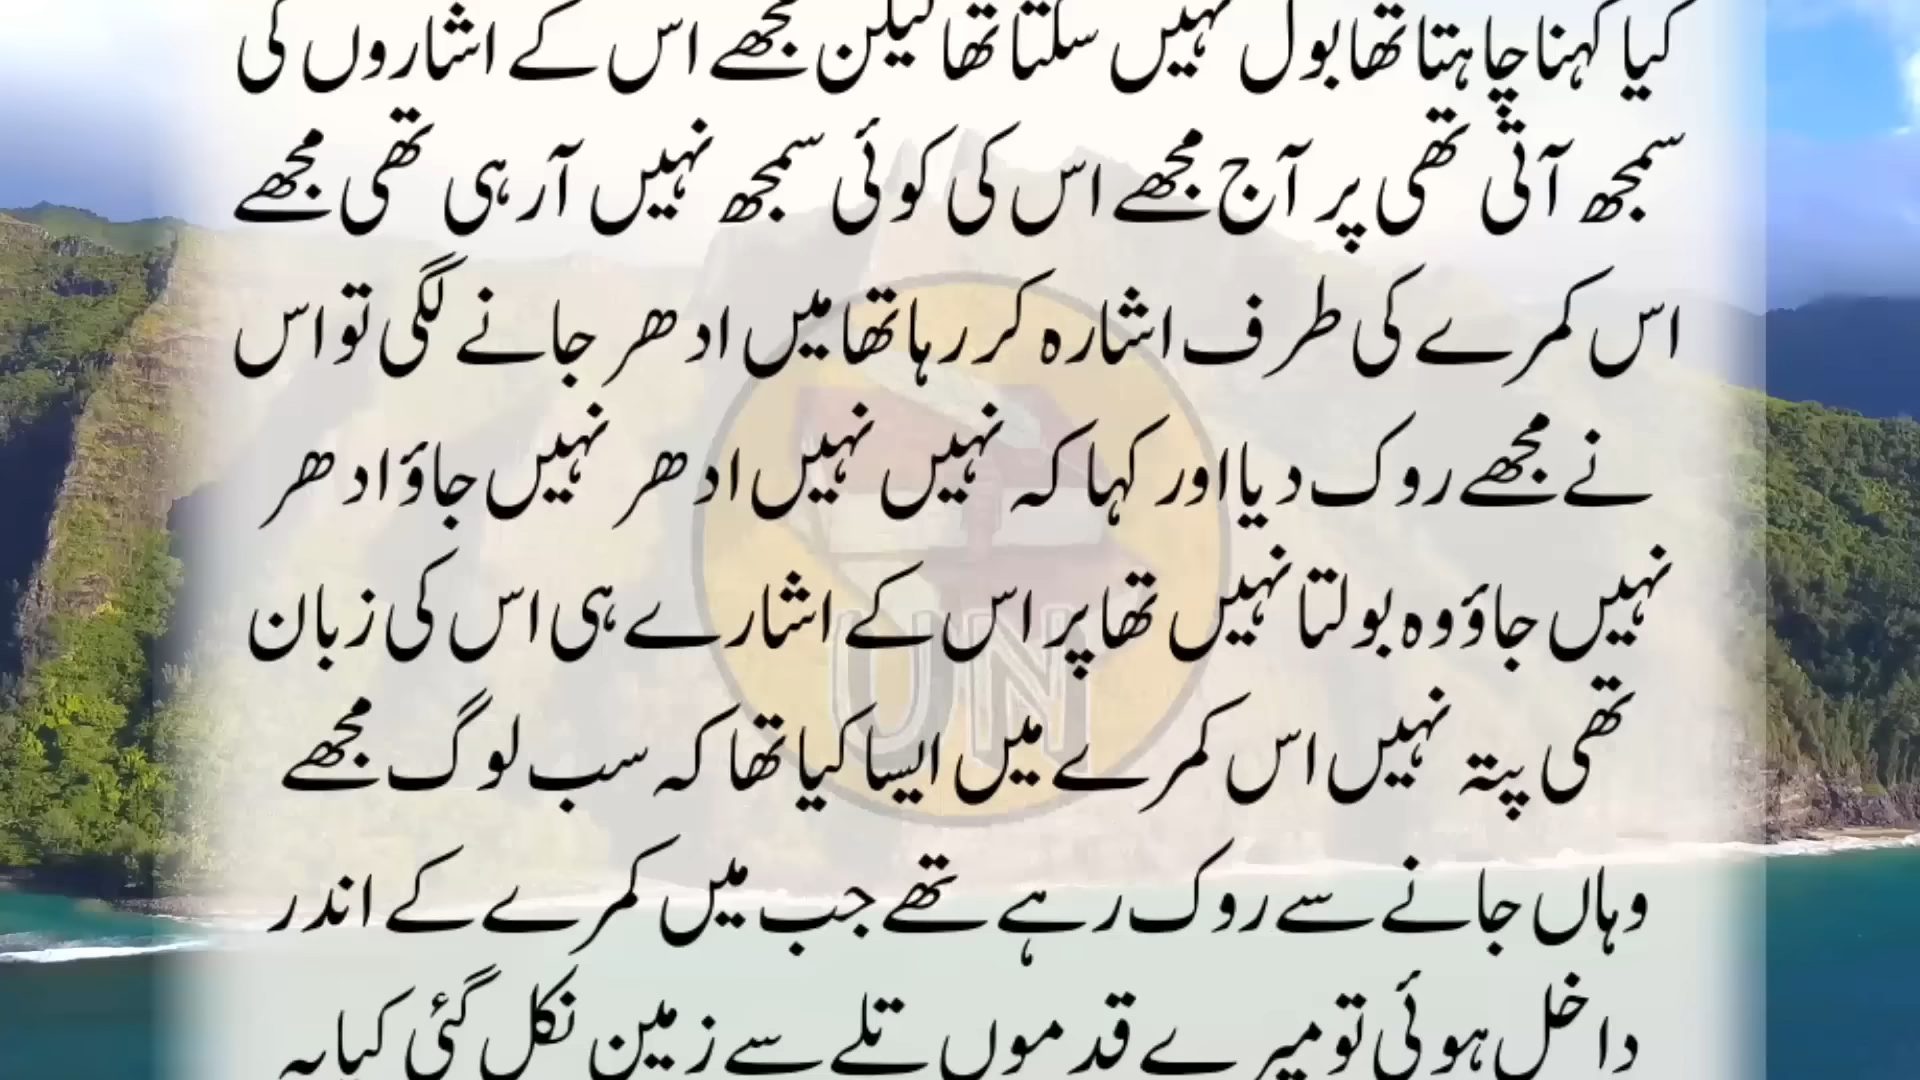 کیا کہنا چاہتا تھا بول نہیں سکتا تھا لیکن مجھے اس کے اشاروں کی
سمجھ آتی تھی پر آج مجھے اس کی کوئی سمجھ نہیں آرہی تھی مجھے
اس کمرے کی طرف اشارہ کر رہا تھا میں ادھر جانے لگی تو اس
نے مجھے روک دیا اور کہا کہ نہیں نہیں ادھر نہیں جاؤ ادھر
نہیں جاؤ وہ بولتا نہیں تھا پر اس کے اشارے ہی اس کی زبان
تھی پتہ نہیں اس کمرے میں ایسا کیا تھا کہ سب لوگ مجھے
وہاں جانے سے روک رہے تھے جب میں کمرے کے اندر
داخل ہوئی تو میرے قدموں تلے سے زمین نکل گئی کیا یہ
UN